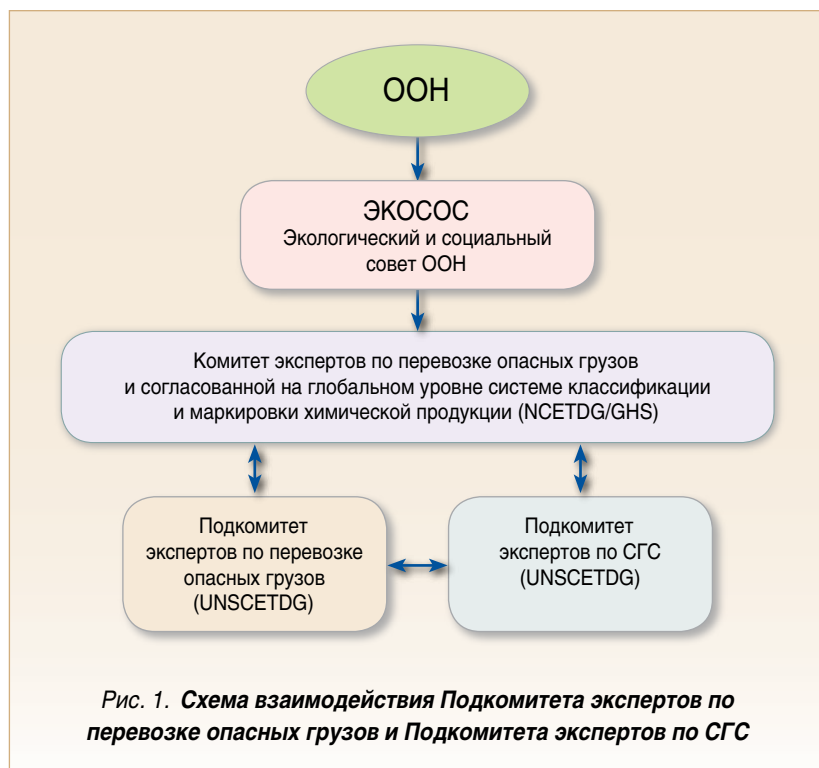 ООН
ЭКОСОС
Экологический и социальный
совет ООН
Комитет экспертов по перевозке опасных грузов
и согласованной на глобальном уровне системе классификации
и маркировки химической продукции (NCETDG/GHS)
Подкомитет
экспертов по перевозке
опасных грузов
(UNSCETDG)
Подкомитет
экспертов по СГС
(UNSCETDG)
Рис. 1. Схема взаимодействия Подкомитета экспертов по
перевозке опасных грузов и Подкомитета экспертов по СГС